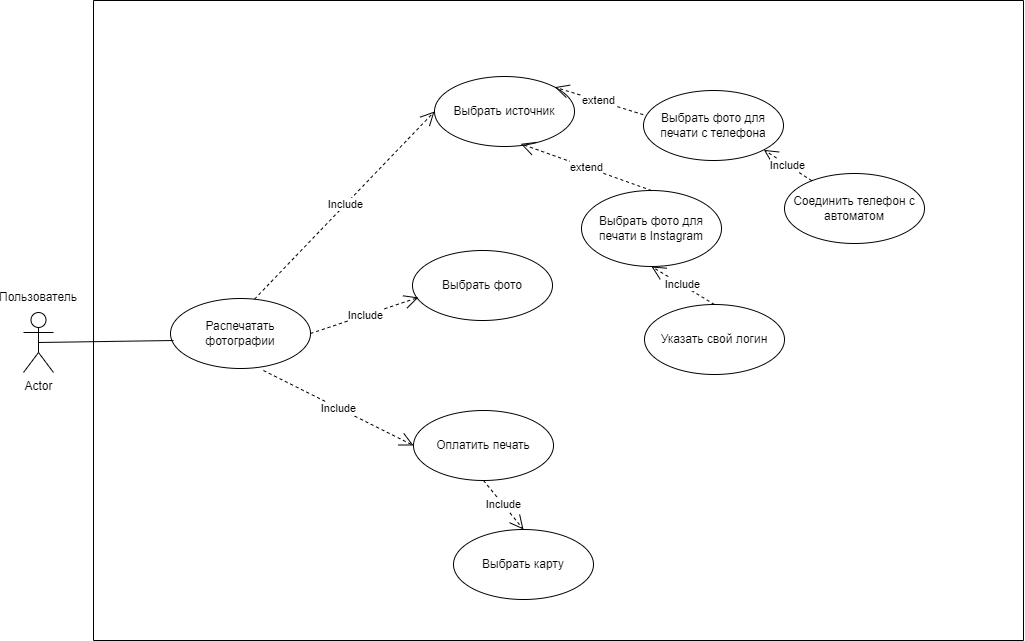 Выбрать источник
extend
Выбрать фото для
печати с телефона
Include
Соединить телефон с
автоматом
extend
Выбрать фото для
печати в Instagram
Include
Include
Указать свой логин
Выбрать фото
Include
Пользователь
Actor
Распечатать
фотографии
Include
Оплатить печать
Include
Выбрать карту